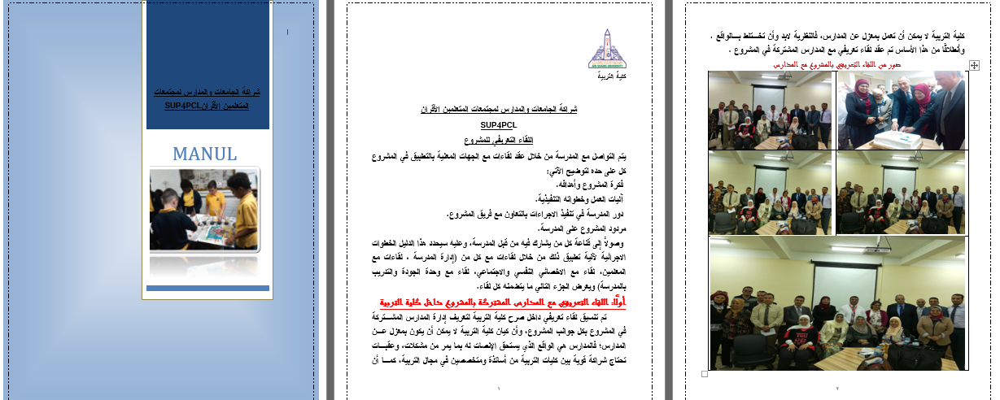 شراكة الجامعات والمدارس لمجتمعات
المتعلمين الأقران SUP4PCL
MANUL
AIN SHAMS UNIVERSITY
كلية التربية
شراكة الجامعات والمدارس لمجتمعات المتعلمين الأقران
SUP4PCL
اللقاء التعريفي للمشروع
يتم التواصل مع المدرسة من خلال عقد لقاءات مع الجهات المعنية بالتطبيق في المشروع
كل على حده لتوضيح الآتي:
فكرة المشروع وأهدافه.
آليات العمل وخطواته التنفيذية.
دور المدرسة في تنفيذ الاجراءات بالتعاون مع فريق المشروع.
مردود المشروع على المدرسة.
وصولاً إلى قناعة كل من يشارك فيه من قبل المدرسة، وعليه سيحدد هذا الدليل الخطوات
الاجرائية لآلية تطبيق ذلك من خلال لقاءات مع كل من (إدارة المدرسة ، لقاءات مع
المعلمين، لقاء مع الاخصائي النفسي والاجتماعي، لقاء مع وحدة الجودة والتدريب
بالمدرسة) ويعرض الجزء التالي ما يتضمنه كل لقاء.
أولًا: اللقاء التعريفي مع المدارس المشتركة بالمشروع داخل كلية التربية
تم تنسيق لقاء تعريفي داخل صرح كلية التربية لتعريف إدارة المدارس المشتركة
في المشروع بكل جوانب المشروع، وأن كيان كلية التربية لا يمكن أن يكون بمعزل عن
المدارس؛ فالمدارس هي الواقع الذي يستحق الإنصات له بما يمر من مشكلات، وعقبات
تحتاج شراكة قوية بين كليات التربية من أساتذة ومتخصصين في مجال التربية، كما أن
١
كلية التربية لا يمكن أن تعمل بمعزل عن المدارس، فالنظرية لابد وأن تختلط بالواقع .
وأنطلاقًا من هذا الأساس تم عقد لقاء تعريفي مع المدارس المشتركة في المشروع .
صور من اللقاء التعريفي بالمشروع مع المدارس
٢